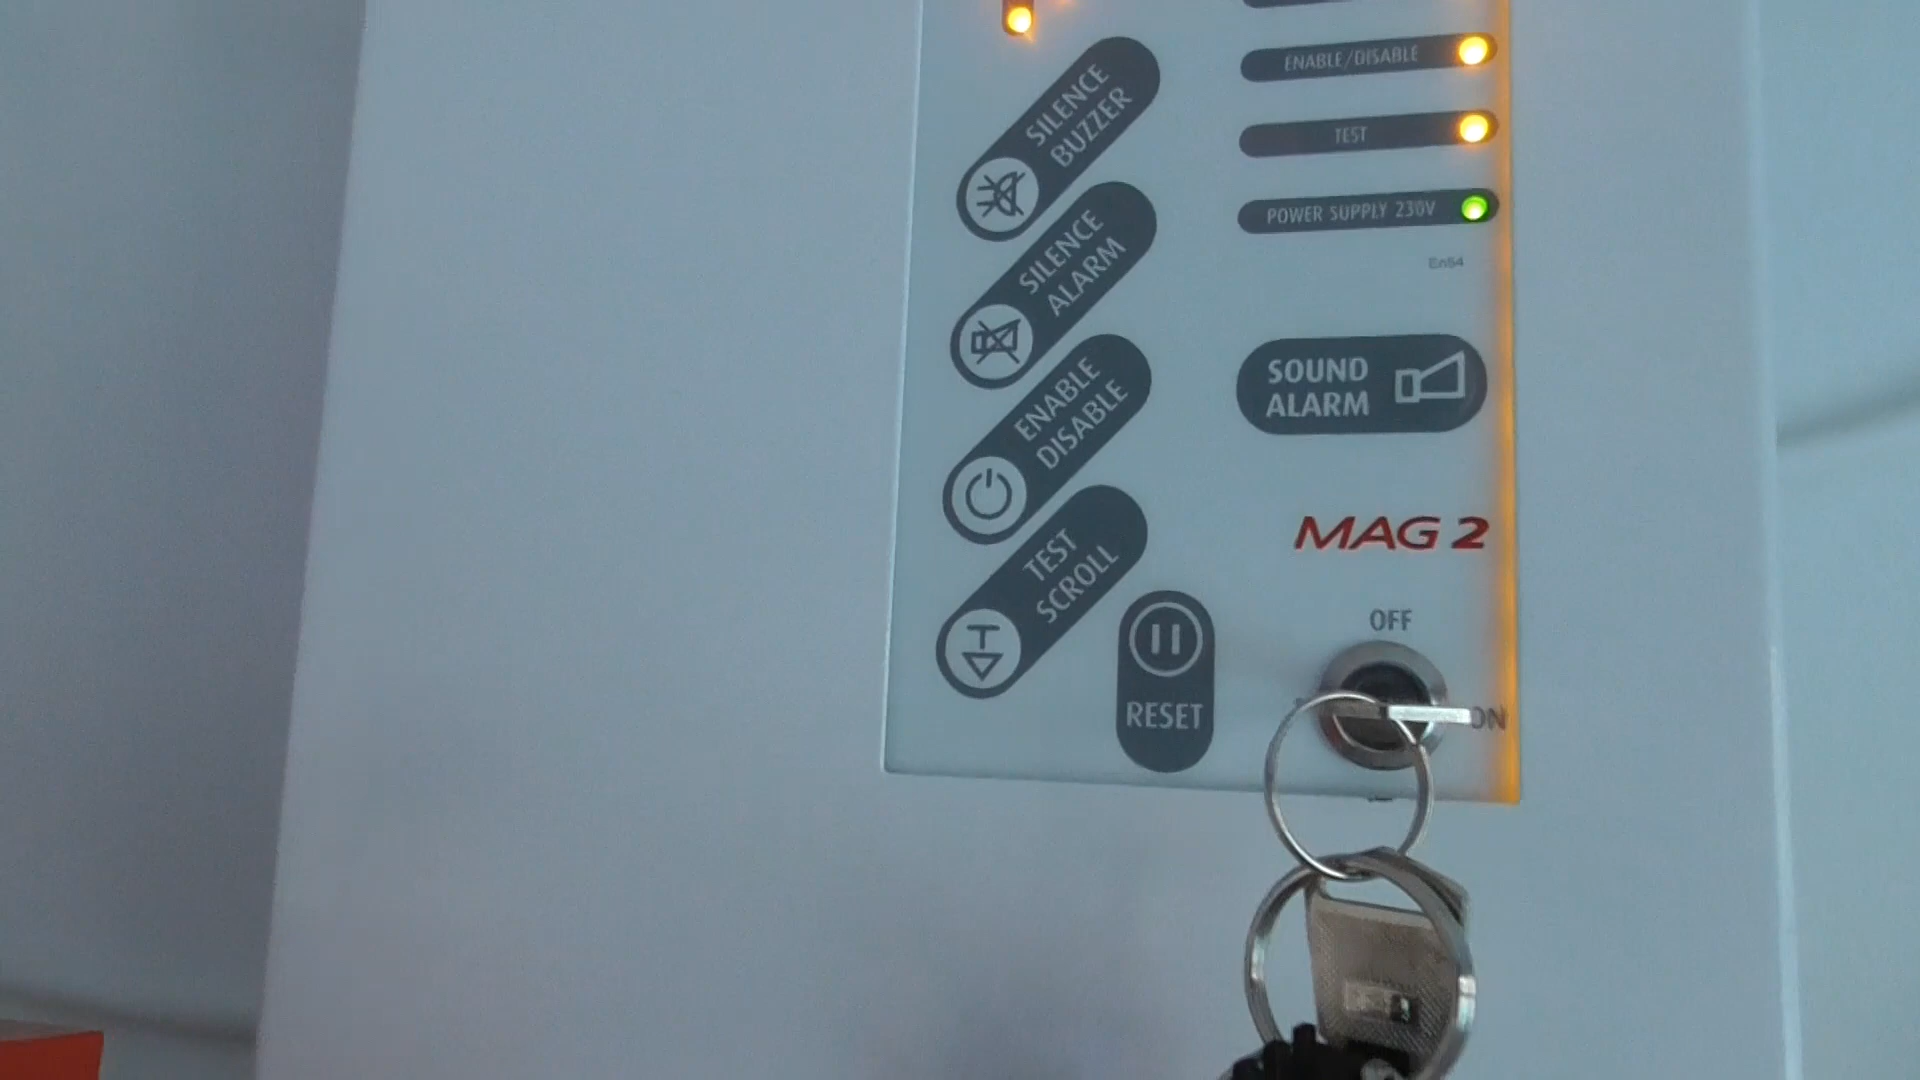 ENABLE/DISABLE
SILENCE
BUZZER
TEST
POWER SUPPLY 230V
En54
SILENCE
ALARM
SOUND
ALARM
ENABLE
DISABLE
MAG 2
TEST
SCROLL
OFF
RESET
ON